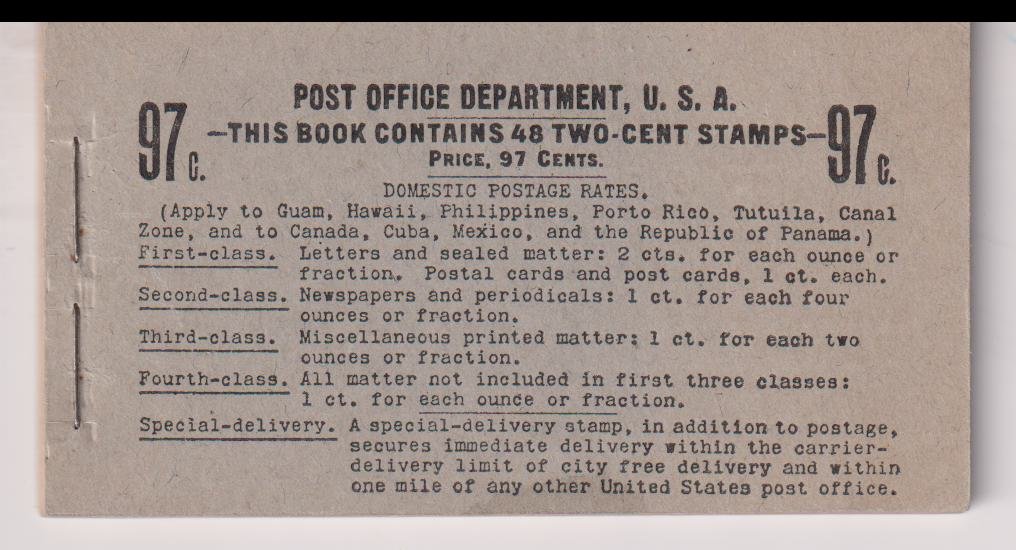 POST OFFICE DEPARTMENT, U. S. A.
97 c. —THIS BOOK CONTAINS 48 TWO-CENT STAMPS— 97 c.
PRICE, 97 CENTS.
DOMESTIC POSTAGE RATES.
(Apply to Guam, Hawaii, Philippines, Porto Rico, Tutuila, Canal
Zone, and to Canada, Cuba, Mexico, and the Republic of Panama.)
First-class. Letters and sealed matter: 2 cts. for each ounce or
fraction. Postal cards and post cards, 1 ct. each.
Second-class. Newspapers and periodicals: 1 ct. for each four
ounces or fraction.
Third-class. Miscellaneous printed matter: 1 ct. for each two
ounces or fraction.
Fourth-class. All matter not included in first three classes:
1 ct. for each ounce or fraction.
Special-delivery. A special-delivery stamp, in addition to postage,
secures immediate delivery within the carrier-
delivery limit of city free delivery and within
one mile of any other United States post office.